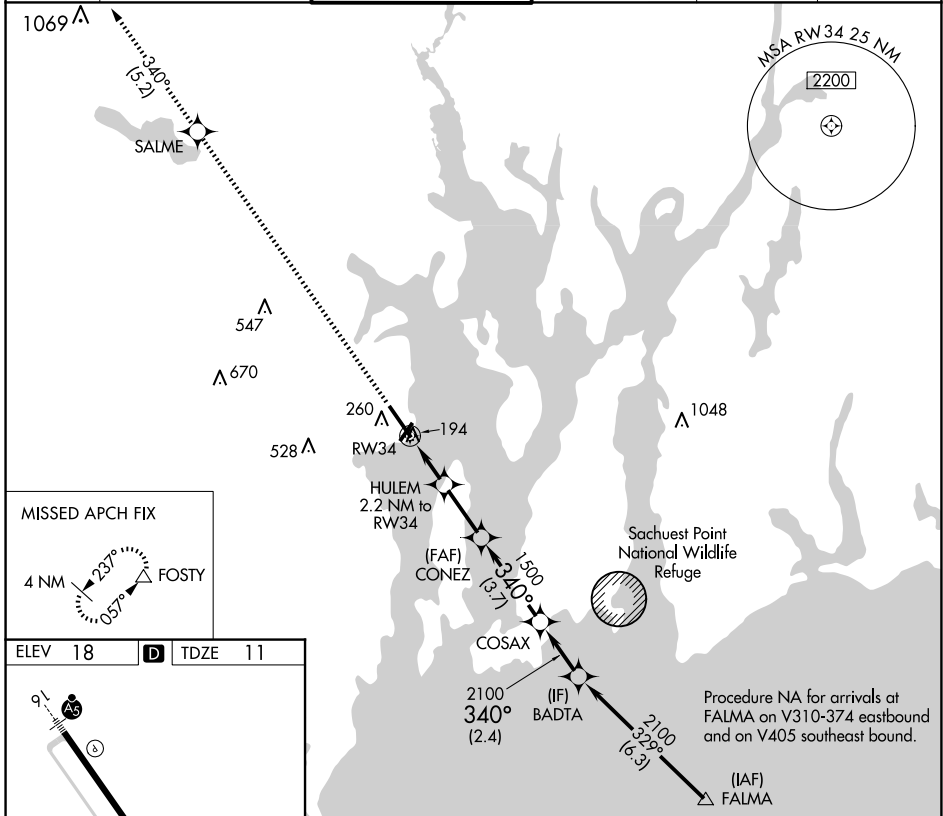 1069
340°
(5.2)
SALME
MSA RW34 25 NM
2200
547
670
260
194
528
RW34
1048
HULEM
2.2 NM to
RW34
(FAF)
CONEZ
1500
340°
(3.7)
COSAX
Sachuest Point
National Wildlife
Refuge
2100
340°
(2.4)
(IF)
BADTA
2100
329°
(6.3)
(IAF)
FALMA
Procedure NA for arrivals at
FALMA on V310-374 eastbound
and on V405 southeast bound.
MISSED APCH FIX
4 NM
237°
057°
FOSTY
ELEV 18 D TDZE 11
16
A5